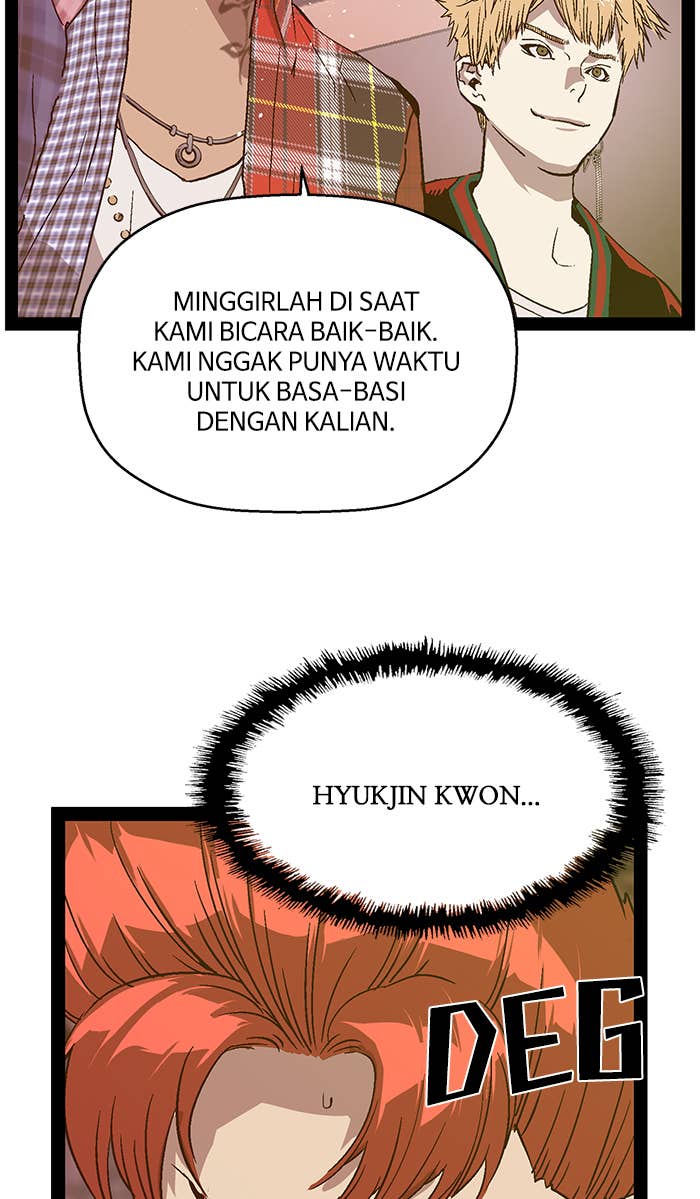 MINGGIRLAH DI SAAT
KAMI BICARA BAIK-BAIK.
KAMI NGGAK PUNYA WAKTU
UNTUK BASA-BASI
DENGAN KALIAN.
HYUKJIN KWON...
DEG